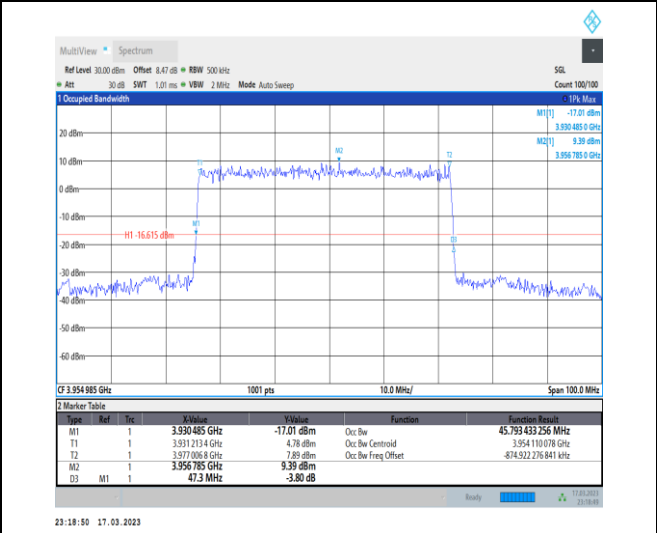 MultiView Spectrum
Ref Level 30.00 dBm Offset 8.47 dB RBW 500 kHz SGL
Att 30 dB SWT 1.01 ms VBW 2 MHz Mode Auto Sweep Count 100/100
1 Occupied Bandwidth 1Pk Max
M1[1] -17.01 dBm
3.930 485 0 GHz
M2[1] 9.39 dBm
3.956 785 0 GHz
20 dBm
M2
T2
10 dBm
0 dBm
-10 dBm
M1
H1 -16.615 dBm
D3
-20 dBm
-30 dBm
-40 dBm
-50 dBm
-60 dBm
CF 3.954 985 GHz 1001 pts 10.0 MHz/ Span 100.0 MHz
2 Marker Table
Type Ref Trc X-Value Y-Value Function Function Result
M1 1 3.930 485 GHz -17.01 dBm Occ Bw 45.793 433 256 MHz
T1 1 3.931 213 4 GHz 4.78 dBm Occ Bw Centroid 3.954 110 078 GHz
T2 1 3.977 006 8 GHz 7.89 dBm Occ Bw Freq Offset -874.922 276 841 kHz
M2 1 3.956 785 GHz 9.39 dBm
D3 M1 1 47.3 MHz -3.80 dB
Ready 17.03.2023
23:18:49
23:18:50 17.03.2023